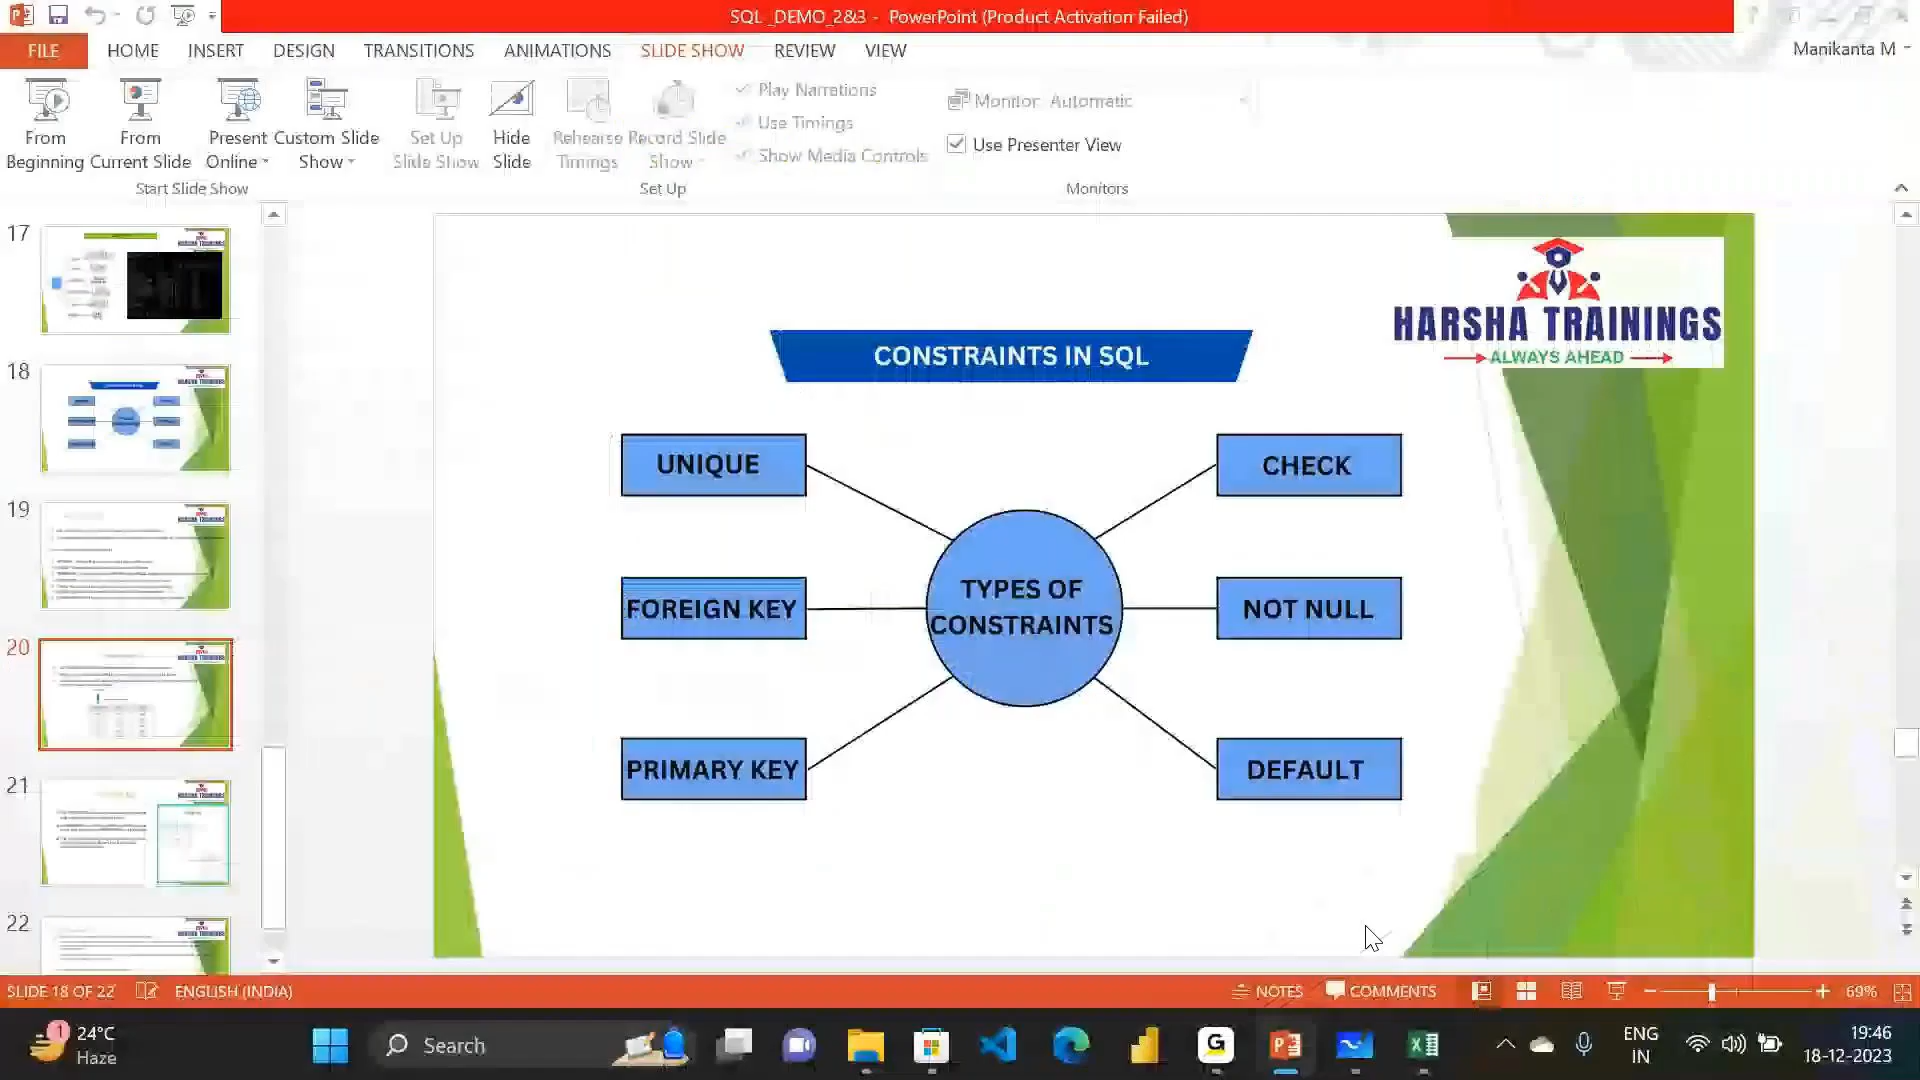 SQL _DEMO_2&3 - PowerPoint (Product Activation Failed)
FILE HOME INSERT DESIGN TRANSITIONS ANIMATIONS SLIDE SHOW REVIEW VIEW
Manikanta M
From Beginning
From Current Slide
Present Online
Custom Slide Show
Set Up Slide Show
Hide Slide
Rehearse Timings
Record Slide Show
Play Narrations
Use Timings
Show Media Controls
Monitor: Automatic
Use Presenter View
Start Slide Show
Set Up
Monitors
17
18
19
20
21
22
HARSHA TRAININGS
ALWAYS AHEAD
CONSTRAINTS IN SQL
UNIQUE
CHECK
FOREIGN KEY
TYPES OF
CONSTRAINTS
NOT NULL
PRIMARY KEY
DEFAULT
SLIDE 18 OF 22
ENGLISH (INDIA)
NOTES
COMMENTS
69%
1
24°C
Haze
Search
ENG
IN
19:46
18-12-2023